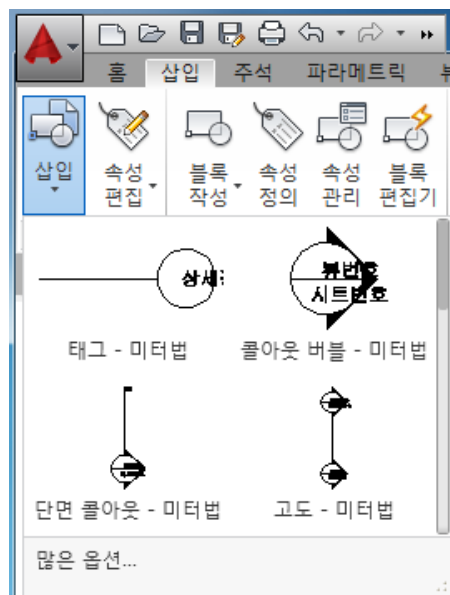 홈 삽입 주석 파라메트릭
삽입 속성 편집 블록 작성 속성 정의 속성 관리 블록 편집기
상세
뷰번호
시트번호
태그 - 미터법 콜아웃 버블 - 미터법
단면 콜아웃 - 미터법 고도 - 미터법
많은 옵션...